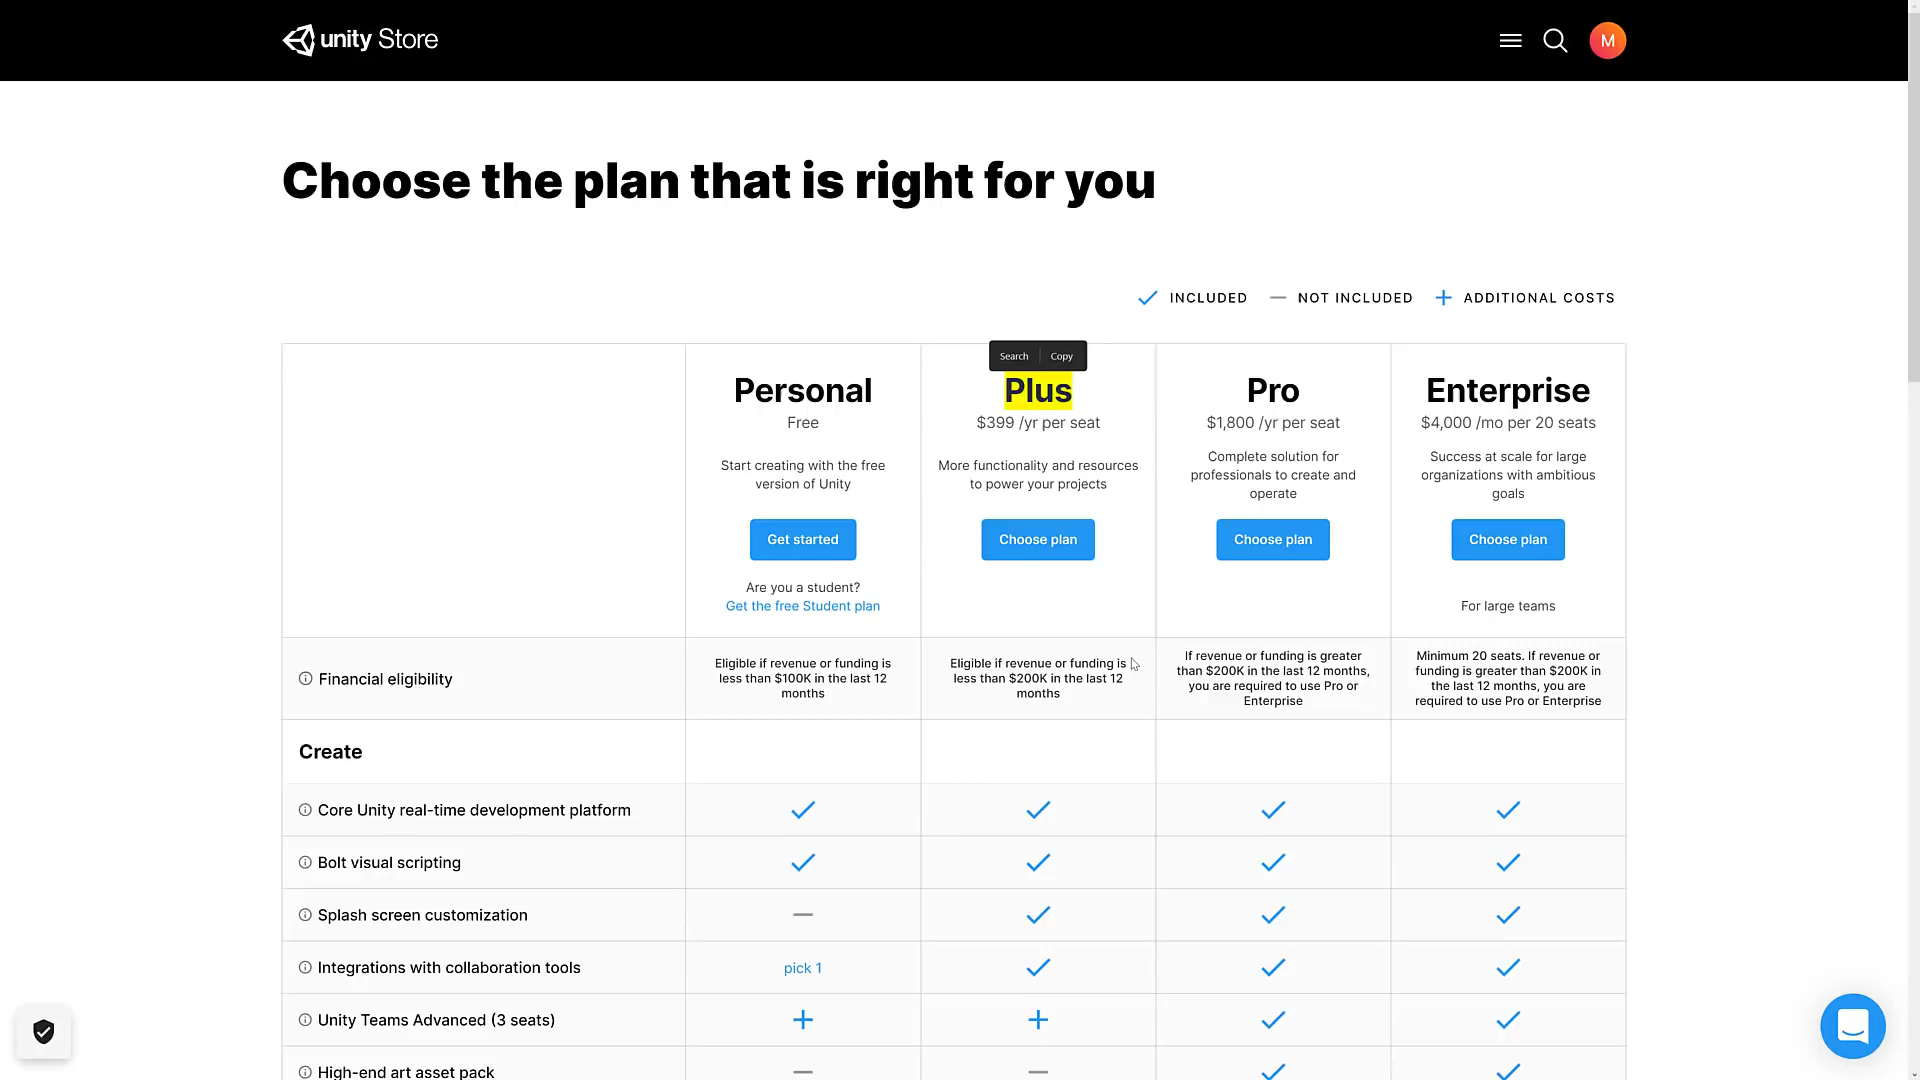 unity Store
M
Choose the plan that is right for you
INCLUDED
NOT INCLUDED
ADDITIONAL COSTS
Search
Copy
Personal
Free
Start creating with the free
version of Unity
Get started
Are you a student?
Get the free Student plan
Plus
$399 /yr per seat
More functionality and resources
to power your projects
Choose plan
Pro
$1,800 /yr per seat
Complete solution for
professionals to create and
operate
Choose plan
Enterprise
$4,000 /mo per 20 seats
Success at scale for large
organizations with ambitious
goals
Choose plan
For large teams
Financial eligibility
Eligible if revenue or funding is
less than $100K in the last 12
months
Eligible if revenue or funding is
less than $200K in the last 12
months
If revenue or funding is greater
than $200K in the last 12 months,
you are required to use Pro or
Enterprise
Minimum 20 seats. If revenue or
funding is greater than $200K in
the last 12 months, you are
required to use Pro or Enterprise
Create
Core Unity real-time development platform
Bolt visual scripting
Splash screen customization
Integrations with collaboration tools
pick 1
Unity Teams Advanced (3 seats)
High-end art asset pack